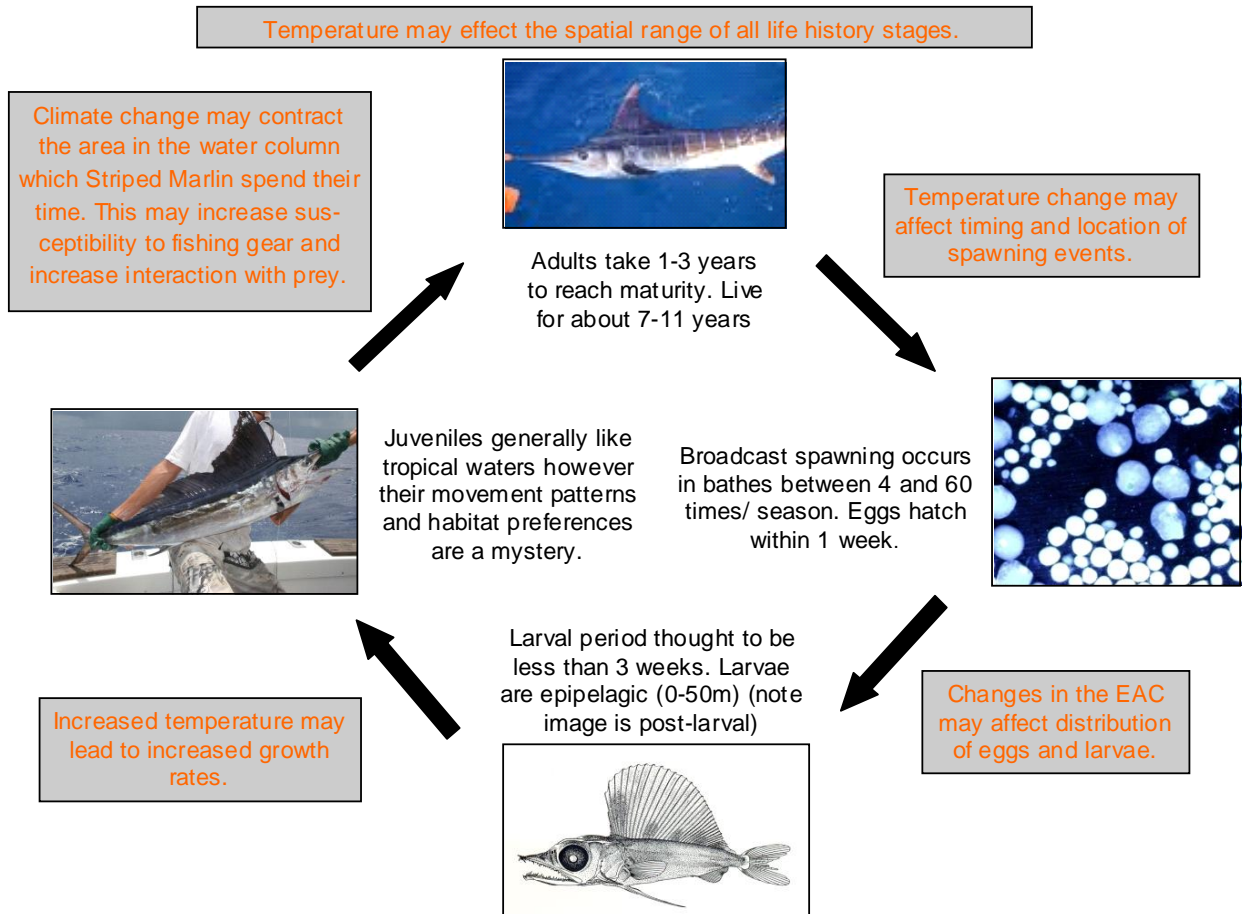 Temperature may effect the spatial range of all life history stages.
Climate change may contract
the area in the water column
which Striped Marlin spend their
time. This may increase sus-
ceptibility to fishing gear and
increase interaction with prey.
Adults take 1-3 years
to reach maturity. Live
for about 7-11 years
Temperature change may
affect timing and location of
spawning events.
Juveniles generally like
tropical waters however
their movement patterns
and habitat preferences
are a mystery.
Broadcast spawning occurs
in bathes between 4 and 60
times/ season. Eggs hatch
within 1 week.
Larval period thought to be
less than 3 weeks. Larvae
are epipelagic (0-50m) (note
image is post-larval)
Increased temperature may
lead to increased growth
rates.
Changes in the EAC
may affect distribution
of eggs and larvae.